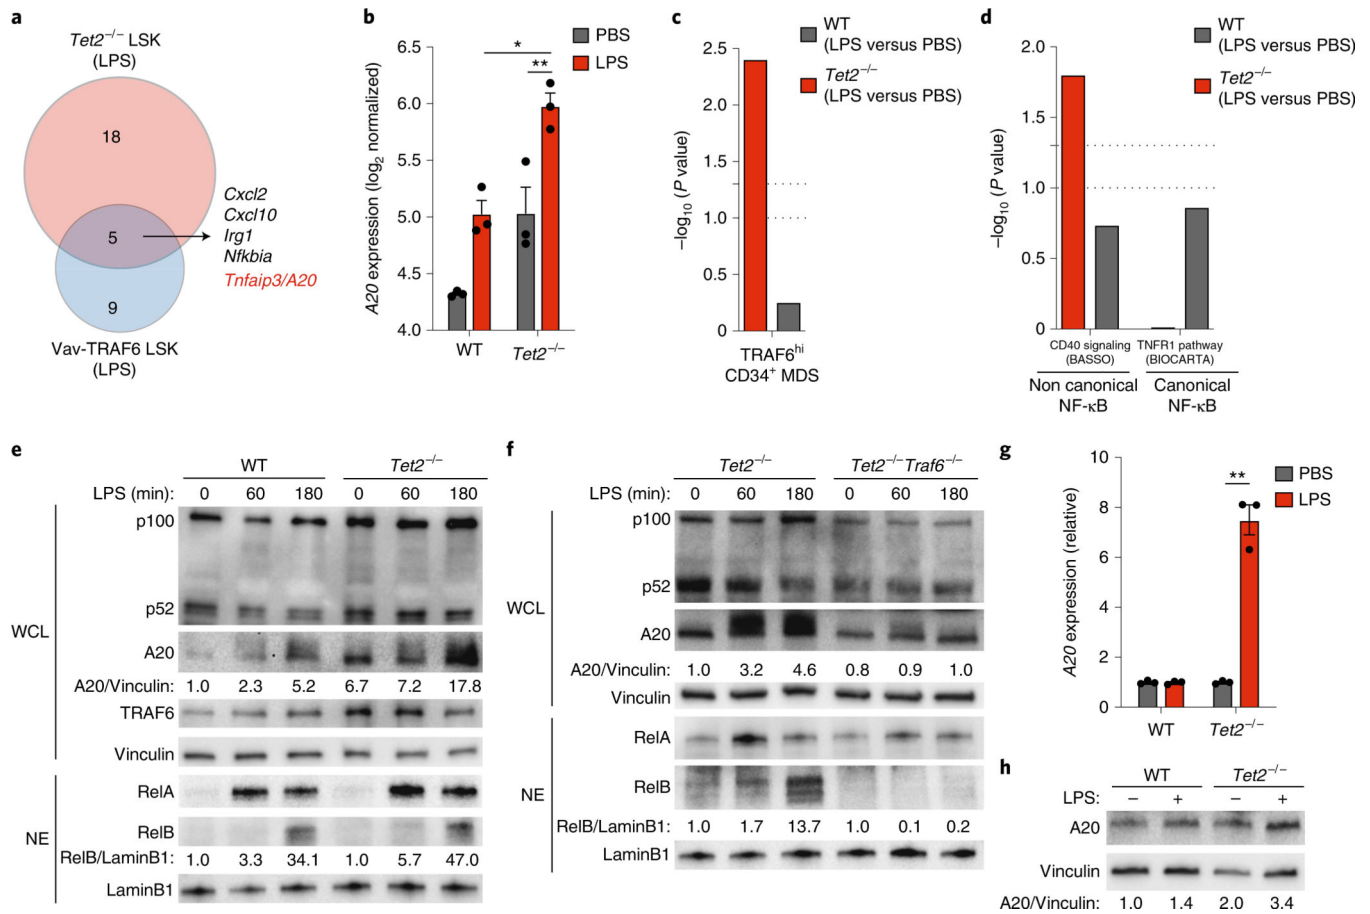 a
Tet2–/– LSK
(LPS)
18
5
9
Cxcl2
Cxcl10
Irg1
Nfkbia
Tnfaip3/A20
Vav-TRAF6 LSK
(LPS)
b
A20 expression (log2 normalized)
6.5
6.0
5.5
5.0
4.5
4.0
*
**
PBS
LPS
WT
Tet2–/–
c
WT
(LPS versus PBS)
Tet2–/–
(LPS versus PBS)
–log10 (P value)
2.5
2.0
1.5
1.0
0.5
0
TRAF6hi
CD34+ MDS
d
WT
(LPS versus PBS)
Tet2–/–
(LPS versus PBS)
–log10 (P value)
2.0
1.5
1.0
0.5
0
CD40 signaling TNFR1 pathway
(BASSO) (BIOCARTA)
Non canonical Canonical
NF-κB NF-κB
e
WT Tet2–/–
LPS (min): 0 60 180 0 60 180
WCL
p100
p52
A20
A20/Vinculin: 1.0 2.3 5.2 6.7 7.2 17.8
TRAF6
Vinculin
NE
RelA
RelB
RelB/LaminB1: 1.0 3.3 34.1 1.0 5.7 47.0
LaminB1
f
Tet2–/– Tet2–/–Traf6–/–
LPS (min): 0 60 180 0 60 180
WCL
p100
p52
A20
A20/Vinculin: 1.0 3.2 4.6 0.8 0.9 1.0
Vinculin
NE
RelA
RelB
RelB/LaminB1: 1.0 1.7 13.7 1.0 0.1 0.2
LaminB1
g
A20 expression (relative)
10
8
6
4
2
0
**
PBS
LPS
WT
Tet2–/–
h
WT Tet2–/–
LPS: – + – +
A20
Vinculin
A20/Vinculin: 1.0 1.4 2.0 3.4